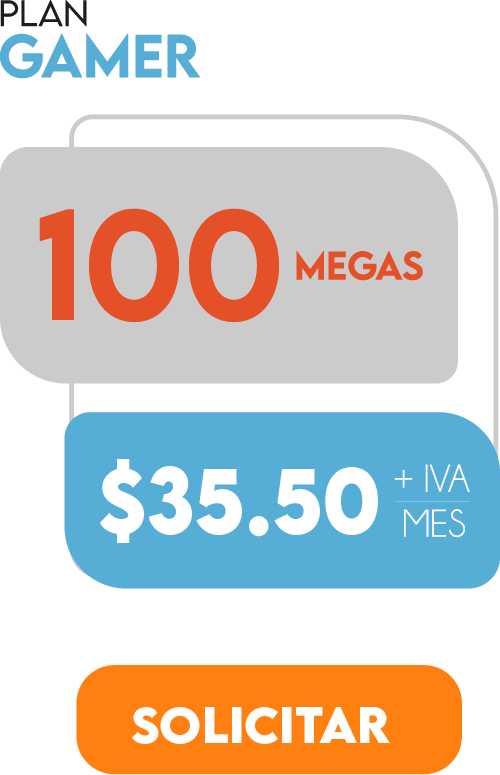 PLAN
GAMER
100 MEGAS
$35.50 + IVA
MES
SOLICITAR